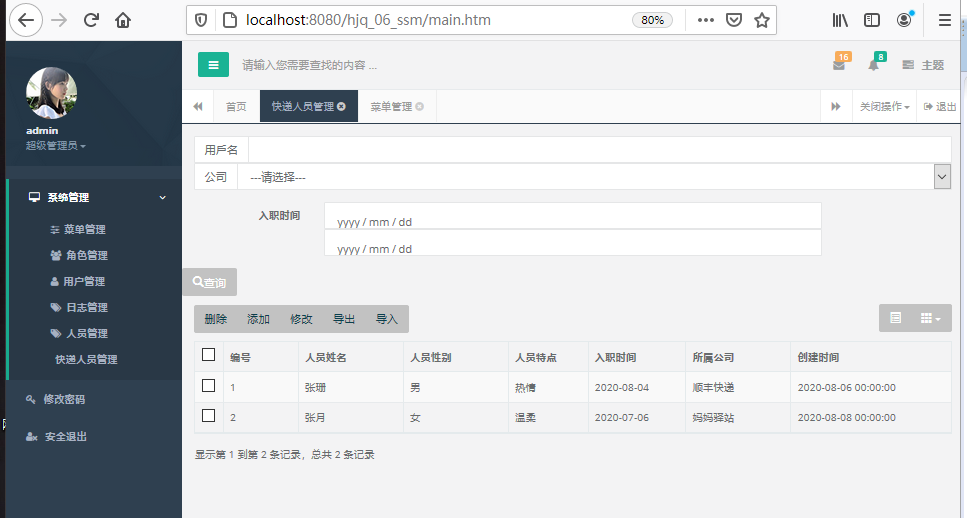 localhost:8080/hjq_06_ssm/main.htm
80%
admin
超级管理员
系统管理
菜单管理
角色管理
用户管理
日志管理
人员管理
快递人员管理
修改密码
安全退出
请输入您需要查找的内容 ...
16
8
主题
首页
快递人员管理
菜单管理
关闭操作
退出
用戶名
公司
---请选择---
入职时间
yyyy / mm / dd
yyyy / mm / dd
查询
删除 添加 修改 导出 导入
编号 人员姓名 人员性别 人员特点 入职时间 所属公司 创建时间
1 张珊 男 热情 2020-08-04 顺丰快递 2020-08-06 00:00:00
2 张月 女 温柔 2020-07-06 妈妈驿站 2020-08-08 00:00:00
显示第 1 到第 2 条记录，总共 2 条记录